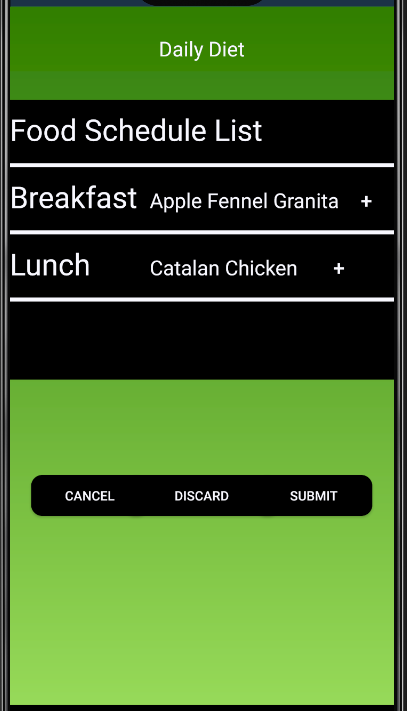 Daily Diet
Food Schedule List
Breakfast Apple Fennel Granita +
Lunch Catalan Chicken +
CANCEL DISCARD SUBMIT